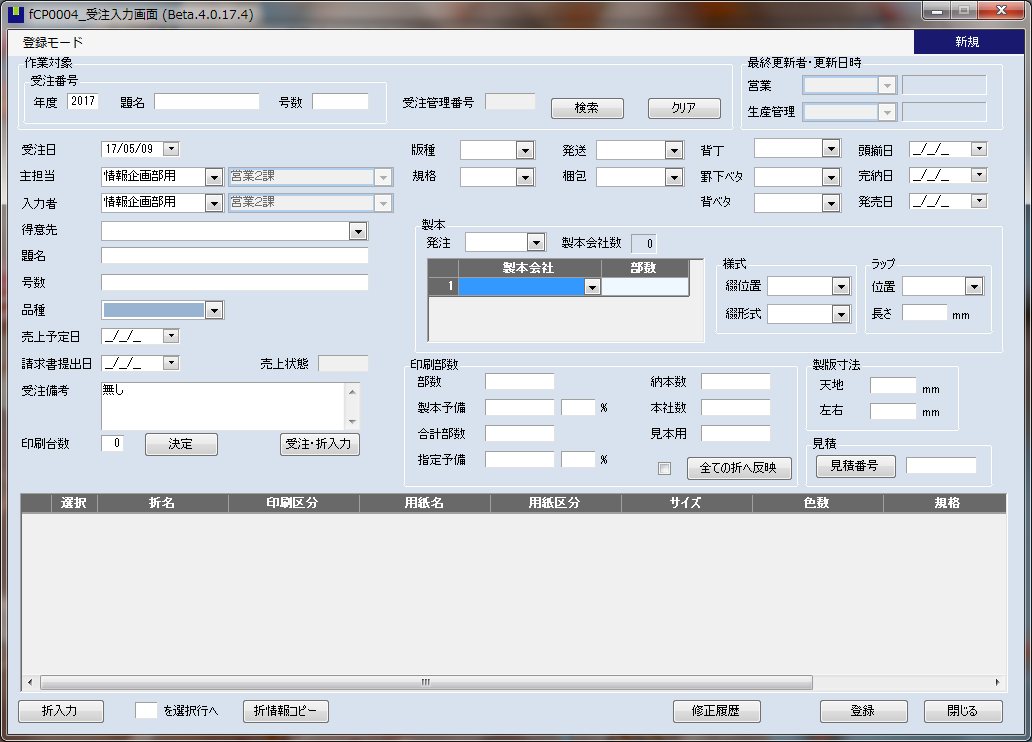 fCP0004_受注入力画面 (Beta.4.0.17.4)
登録モード
新規
作業対象
受注番号
年度 2017 題名 号数
受注管理番号
検索
クリア
最終更新者・更新日時
営業
生産管理
受注日 17/05/09
主担当 情報企画部用 営業2課
入力者 情報企画部用 営業2課
得意先
題名
号数
品種
売上予定日 _/_/_
請求書提出日 _/_/_
売上状態
受注備考 無し
印刷台数 0
決定
受注・折入力
版種
規格
発送
梱包
背丁
罫下ベタ
背ベタ
頭揃日 _/_/_
完納日 _/_/_
発売日 _/_/_
製本
発注
製本会社数 0
製本会社 部数
1
様式
綴位置
綴形式
ラップ
位置
長さ mm
印刷部数
部数
製本予備 %
合計部数
指定予備 %
納本数
本社数
見本用
全ての折へ反映
製版寸法
天地 mm
左右 mm
見積
見積番号
選択 折名 印刷区分 用紙名 用紙区分 サイズ 色数 規格
折入力
を選択行へ
折情報コピー
修正履歴
登録
閉じる